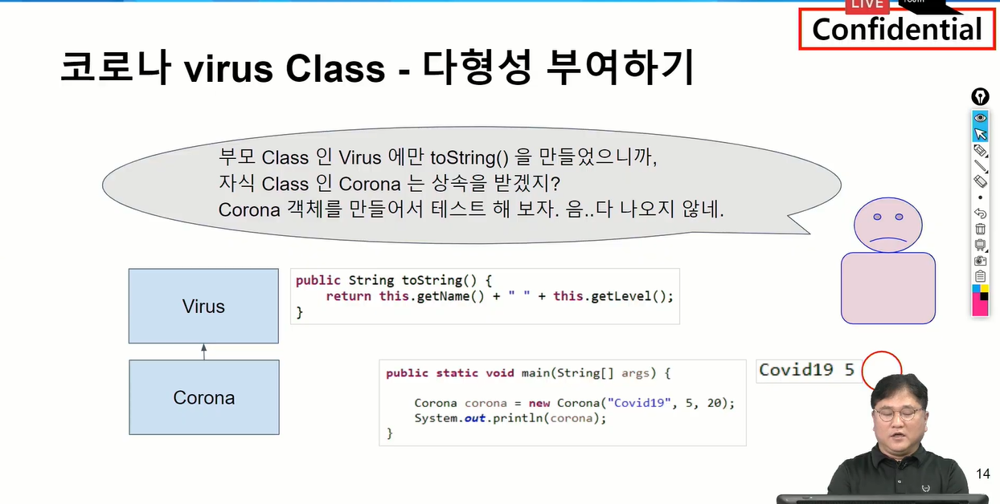 LIVE
Confidential
코로나 virus Class - 다형성 부여하기
부모 Class 인 Virus 에만 toString() 을 만들었으니까,
자식 Class 인 Corona 는 상속을 받겠지?
Corona 객체를 만들어서 테스트 해 보자. 음..다 나오지 않네.
Virus
public String toString() {
    return this.getName() + " " + this.getLevel();
}
Corona
public static void main(String[] args) {
    Corona corona = new Corona("Covid19", 5, 20);
    System.out.println(corona);
}
Covid19 5
14